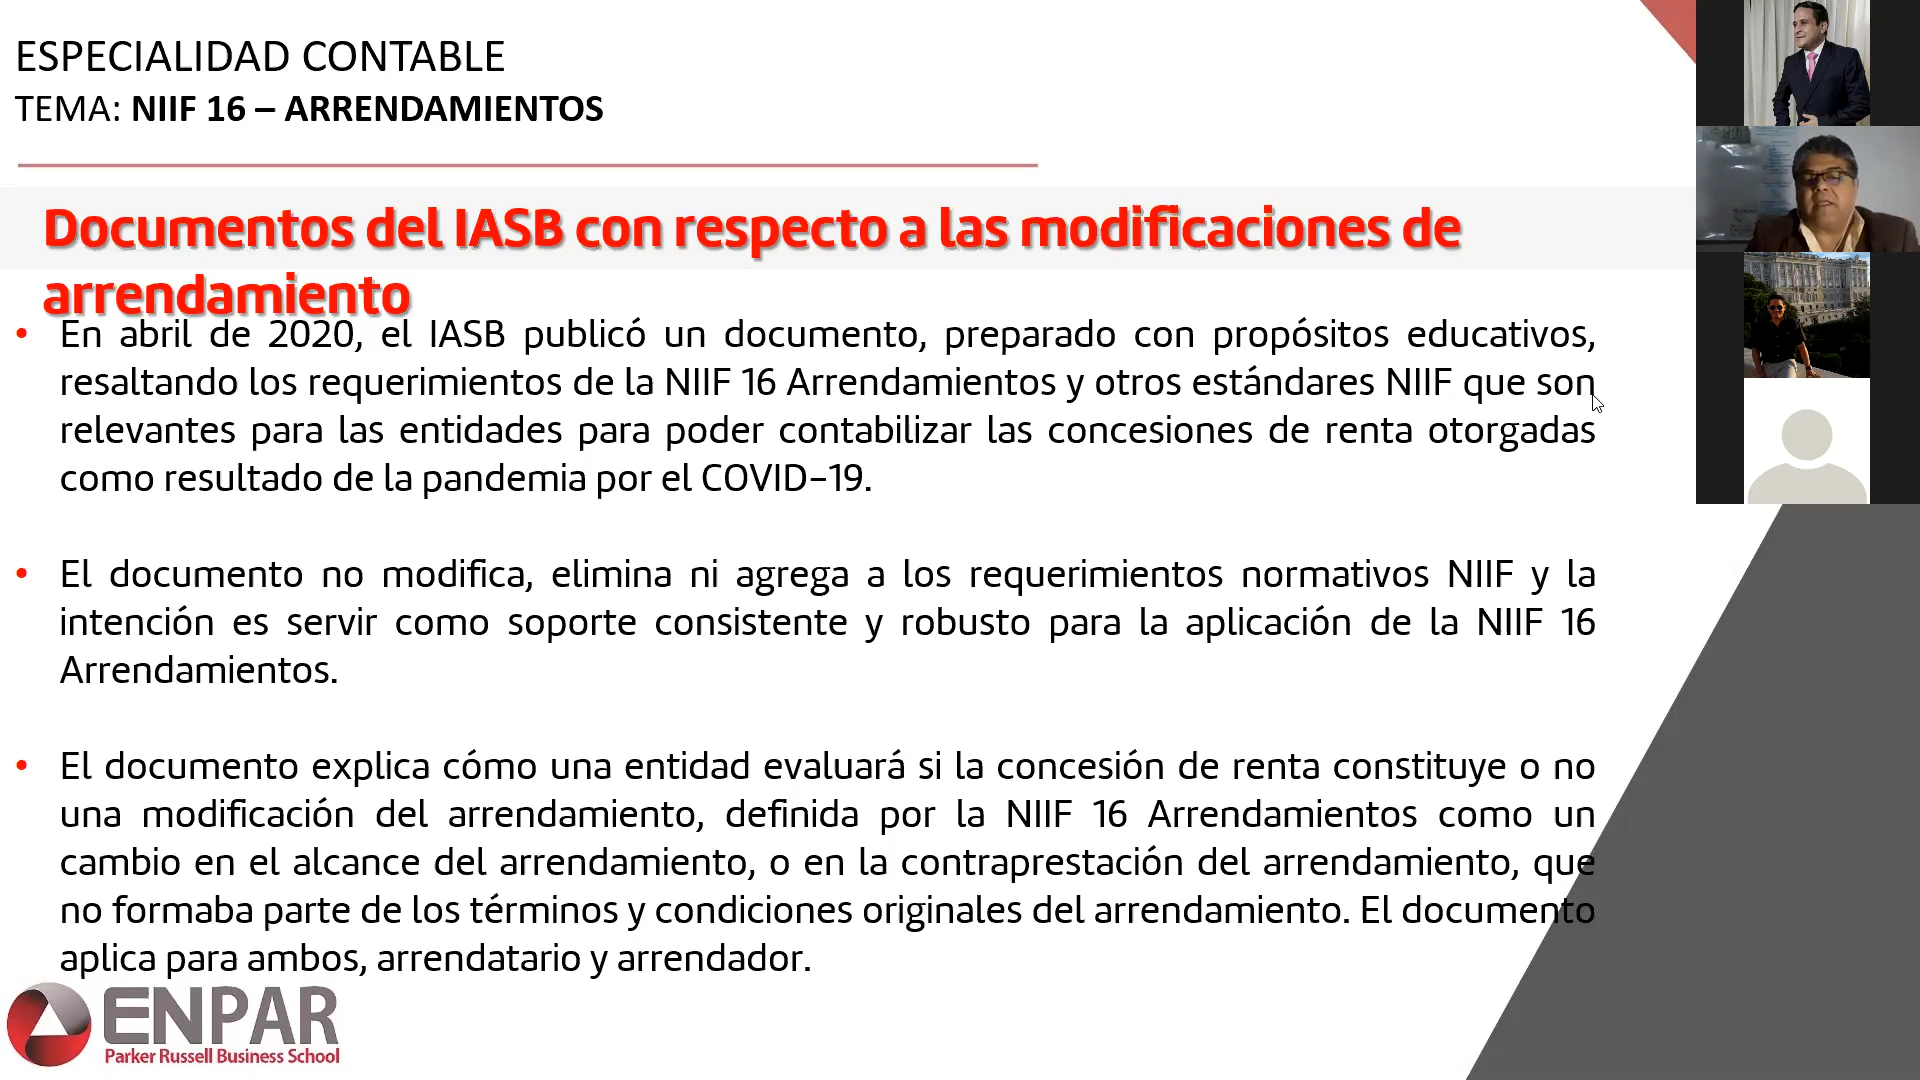 ESPECIALIDAD CONTABLE
TEMA: NIIF 16 – ARRENDAMIENTOS
Documentos del IASB con respecto a las modificaciones de
arrendamiento
• En abril de 2020, el IASB publicó un documento, preparado con propósitos educativos,
resaltando los requerimientos de la NIIF 16 Arrendamientos y otros estándares NIIF que son
relevantes para las entidades para poder contabilizar las concesiones de renta otorgadas
como resultado de la pandemia por el COVID-19.
• El documento no modifica, elimina ni agrega a los requerimientos normativos NIIF y la
intención es servir como soporte consistente y robusto para la aplicación de la NIIF 16
Arrendamientos.
• El documento explica cómo una entidad evaluará si la concesión de renta constituye o no
una modificación del arrendamiento, definida por la NIIF 16 Arrendamientos como un
cambio en el alcance del arrendamiento, o en la contraprestación del arrendamiento, que
no formaba parte de los términos y condiciones originales del arrendamiento. El documento
aplica para ambos, arrendatario y arrendador.
ENPAR
Parker Russell Business School